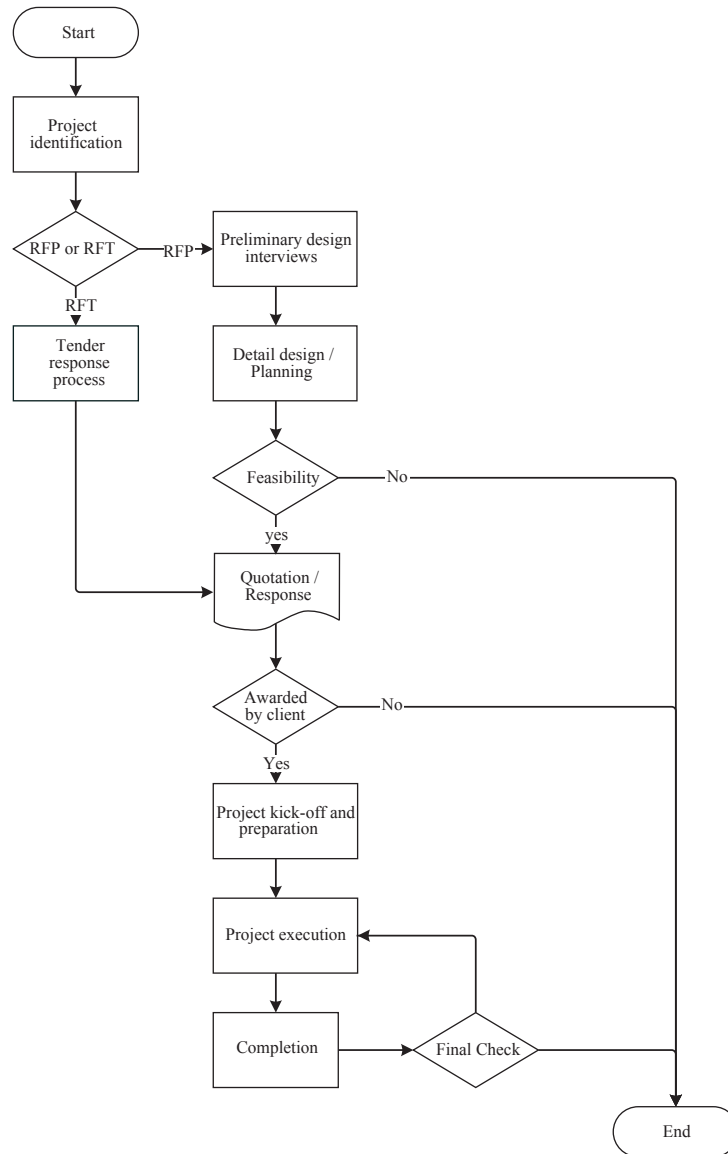 Start
Project
identification
RFP or RFT
RFP
Preliminary design
interviews
RFT
Tender
response
process
Detail design /
Planning
Feasibility
No
yes
Quotation /
Response
Awarded
by client
No
Yes
Project kick-off and
preparation
Project execution
Completion
Final Check
End